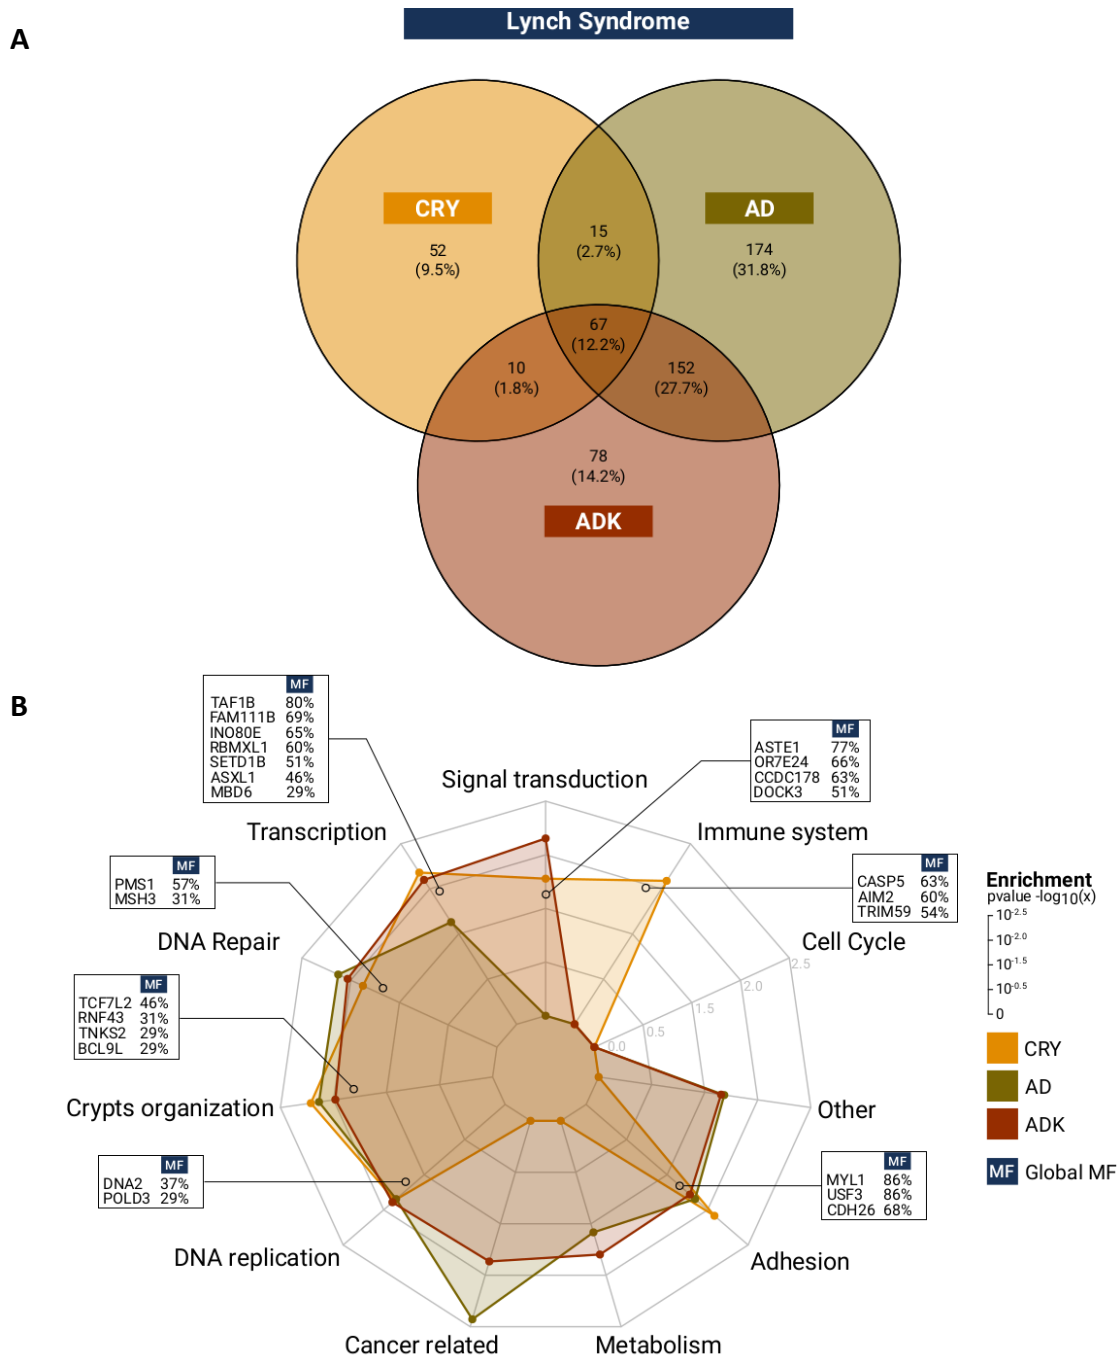 Lynch Syndrome
A
CRY
52
(9.5%)
15
(2.7%)
AD
174
(31.8%)
67
(12.2%)
10
(1.8%)
152
(27.7%)
78
(14.2%)
ADK
B
MF
TAF1B 80%
FAM111B 69%
INO80E 65%
RBMXL1 60%
SETD1B 51%
ASXL1 46%
MBD6 29%
MF
ASTE1 77%
OR7E24 66%
CCDC178 63%
DOCK3 51%
Signal transduction
Transcription
Immune system
MF
PMS1 57%
MSH3 31%
MF
CASP5 63%
AIM2 60%
TRIM59 54%
DNA Repair
Cell Cycle
2.5
2.0
1.5
0.5
0.0
Enrichment
pvalue -log10(x)
10-2.5
10-2.0
10-1.5
10-0.5
0
CRY
AD
ADK
MF Global MF
MF
TCF7L2 46%
RNF43 31%
TNKS2 29%
BCL9L 29%
Crypts organization
Other
MF
DNA2 37%
POLD3 29%
MF
MYL1 86%
USF3 86%
CDH26 68%
DNA replication
Adhesion
Cancer related
Metabolism